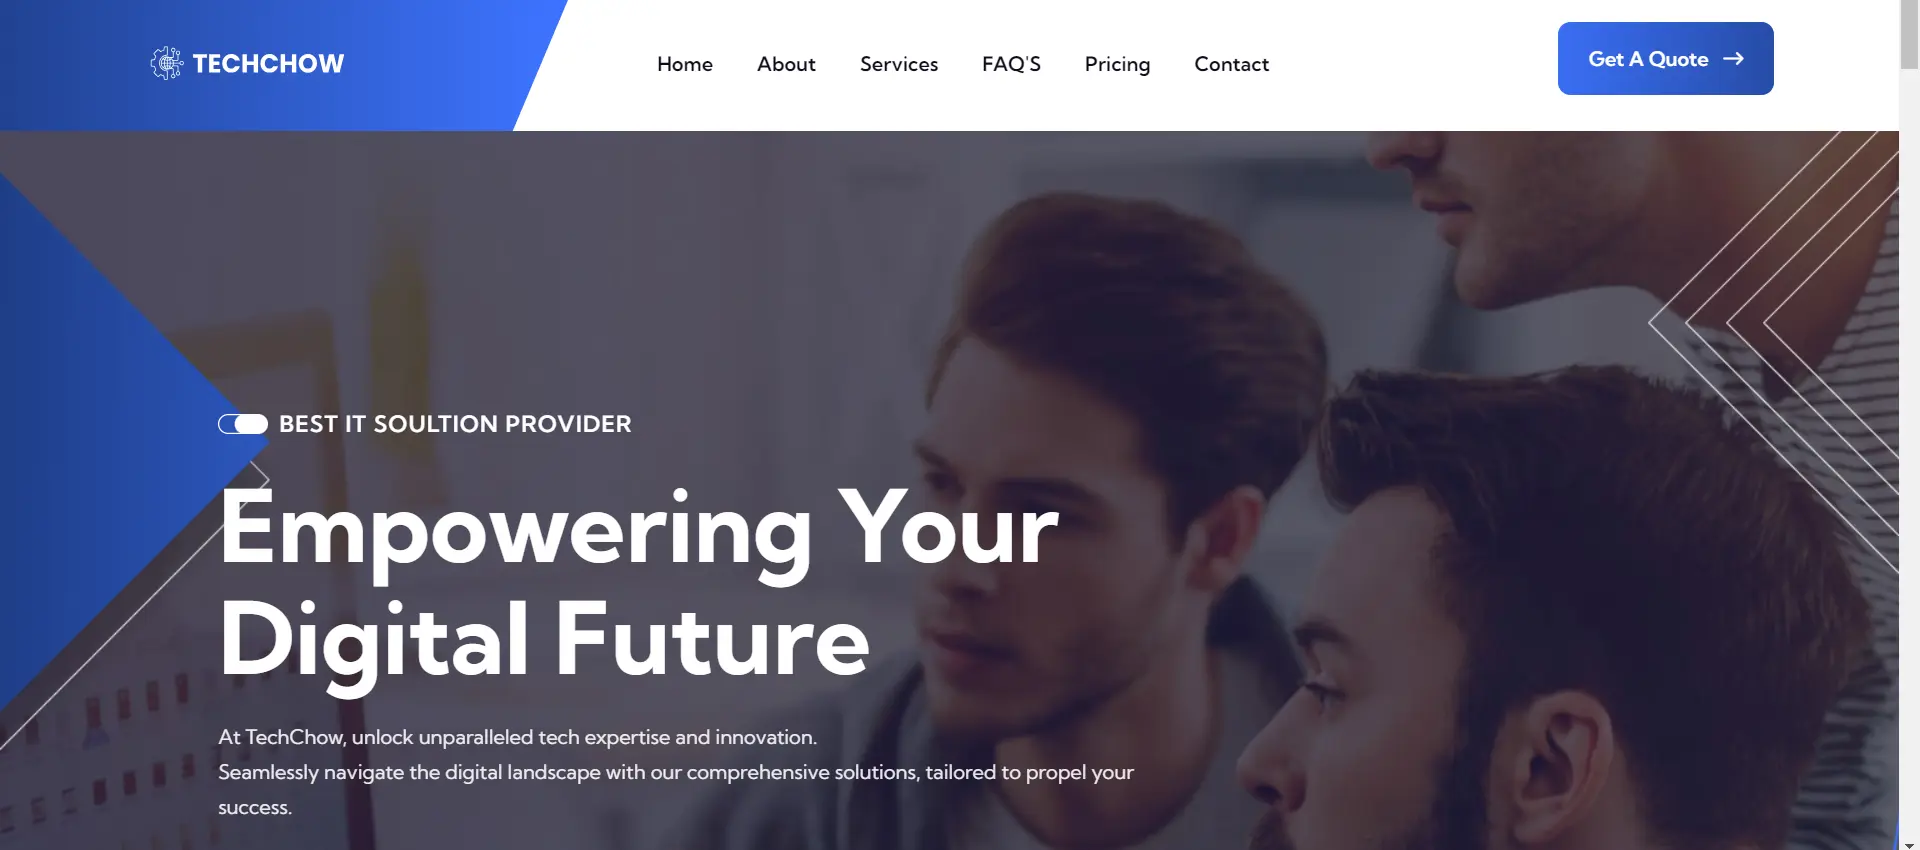 TECHCHOW
Home About Services FAQ'S Pricing Contact
Get A Quote
BEST IT SOULTION PROVIDER
Empowering Your
Digital Future
At TechChow, unlock unparalleled tech expertise and innovation.
Seamlessly navigate the digital landscape with our comprehensive solutions, tailored to propel your
success.